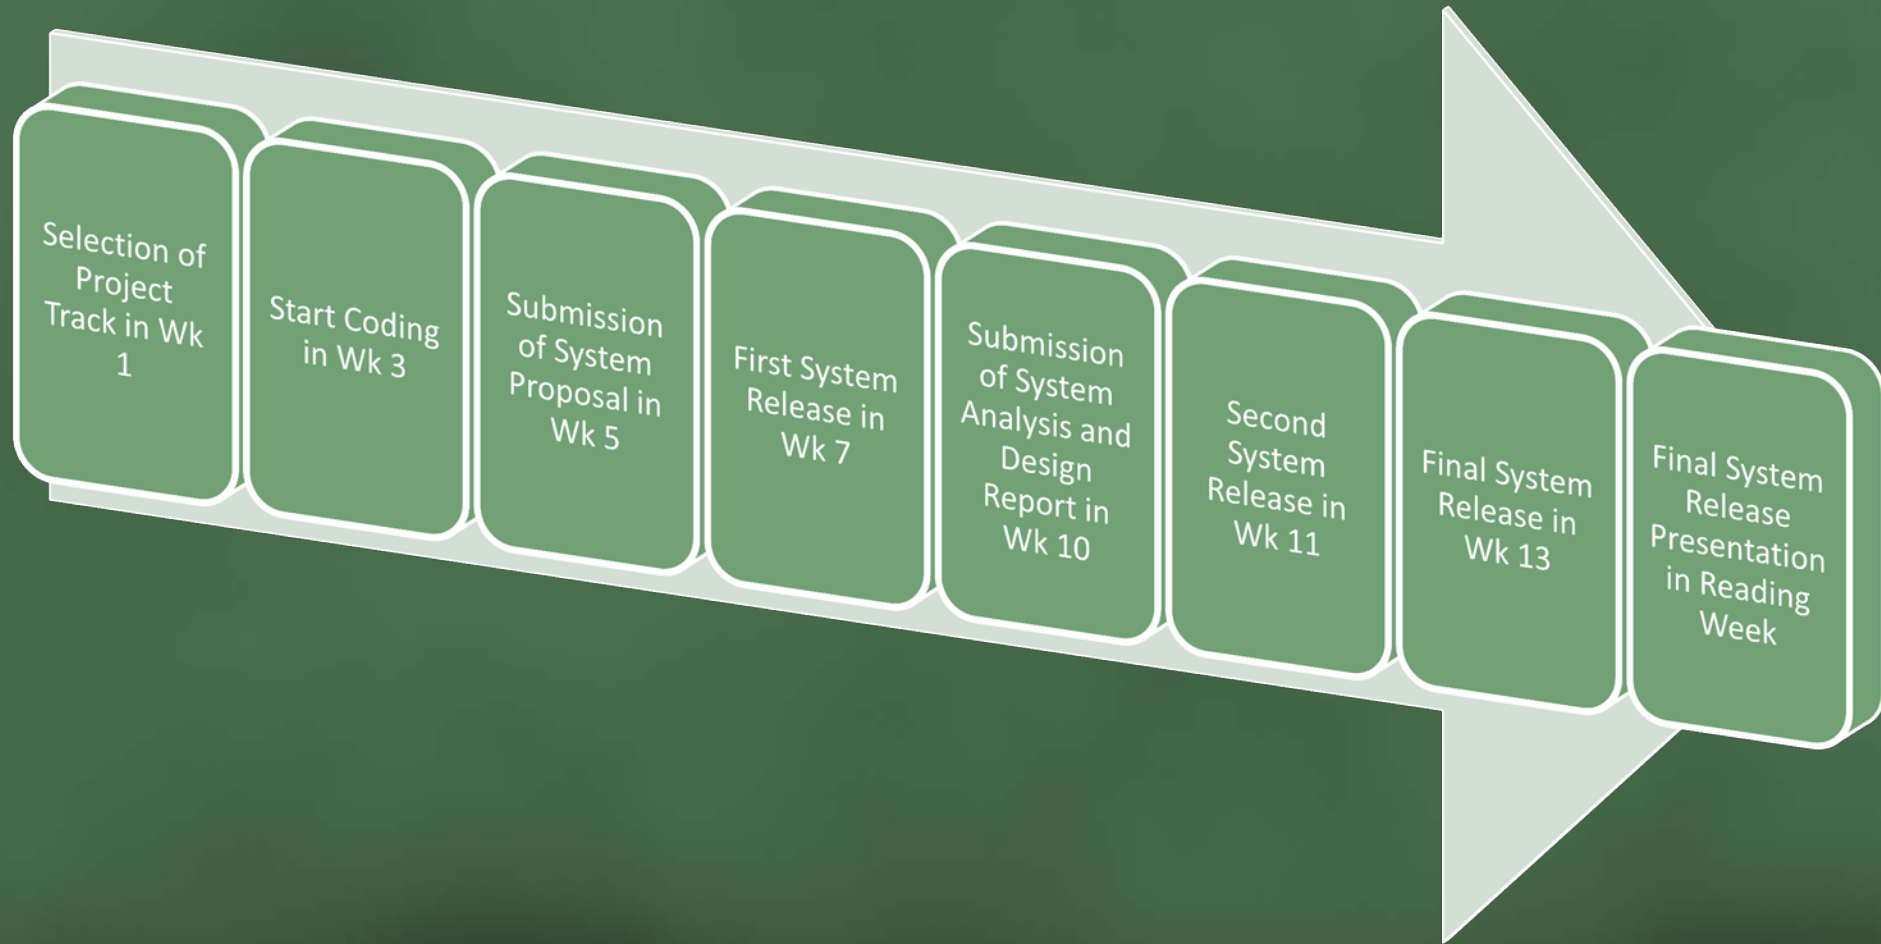 Selection of
Project
Track in Wk
1
Start Coding
in Wk 3
Submission
of System
Proposal in
Wk 5
First System
Release in
Wk 7
Submission
of System
Analysis and
Design
Report in
Wk 10
Second
System
Release in
Wk 11
Final System
Release in
Wk 13
Final System
Release
Presentation
in Reading
Week